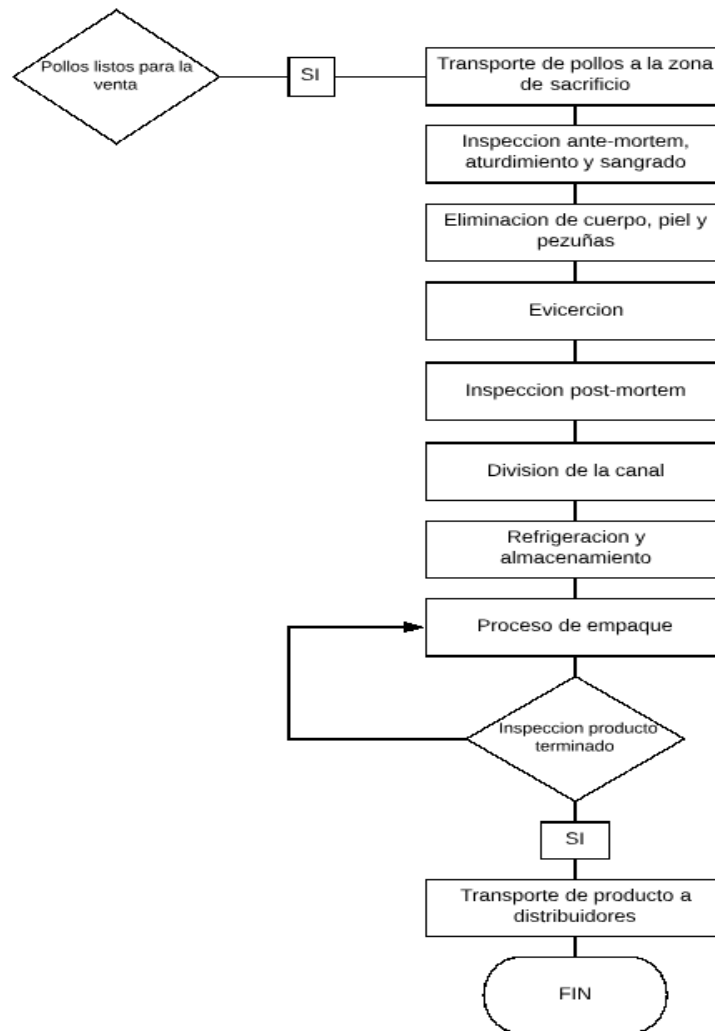 Pollos listos para la
venta
SI
Transporte de pollos a la zona
de sacrificio
Inspeccion ante-mortem,
aturdimiento y sangrado
Eliminacion de cuerpo, piel y
pezuñas
Evicercion
Inspeccion post-mortem
Division de la canal
Refrigeracion y
almacenamiento
Proceso de empaque
Inspeccion producto
terminado
SI
Transporte de producto a
distribuidores
FIN